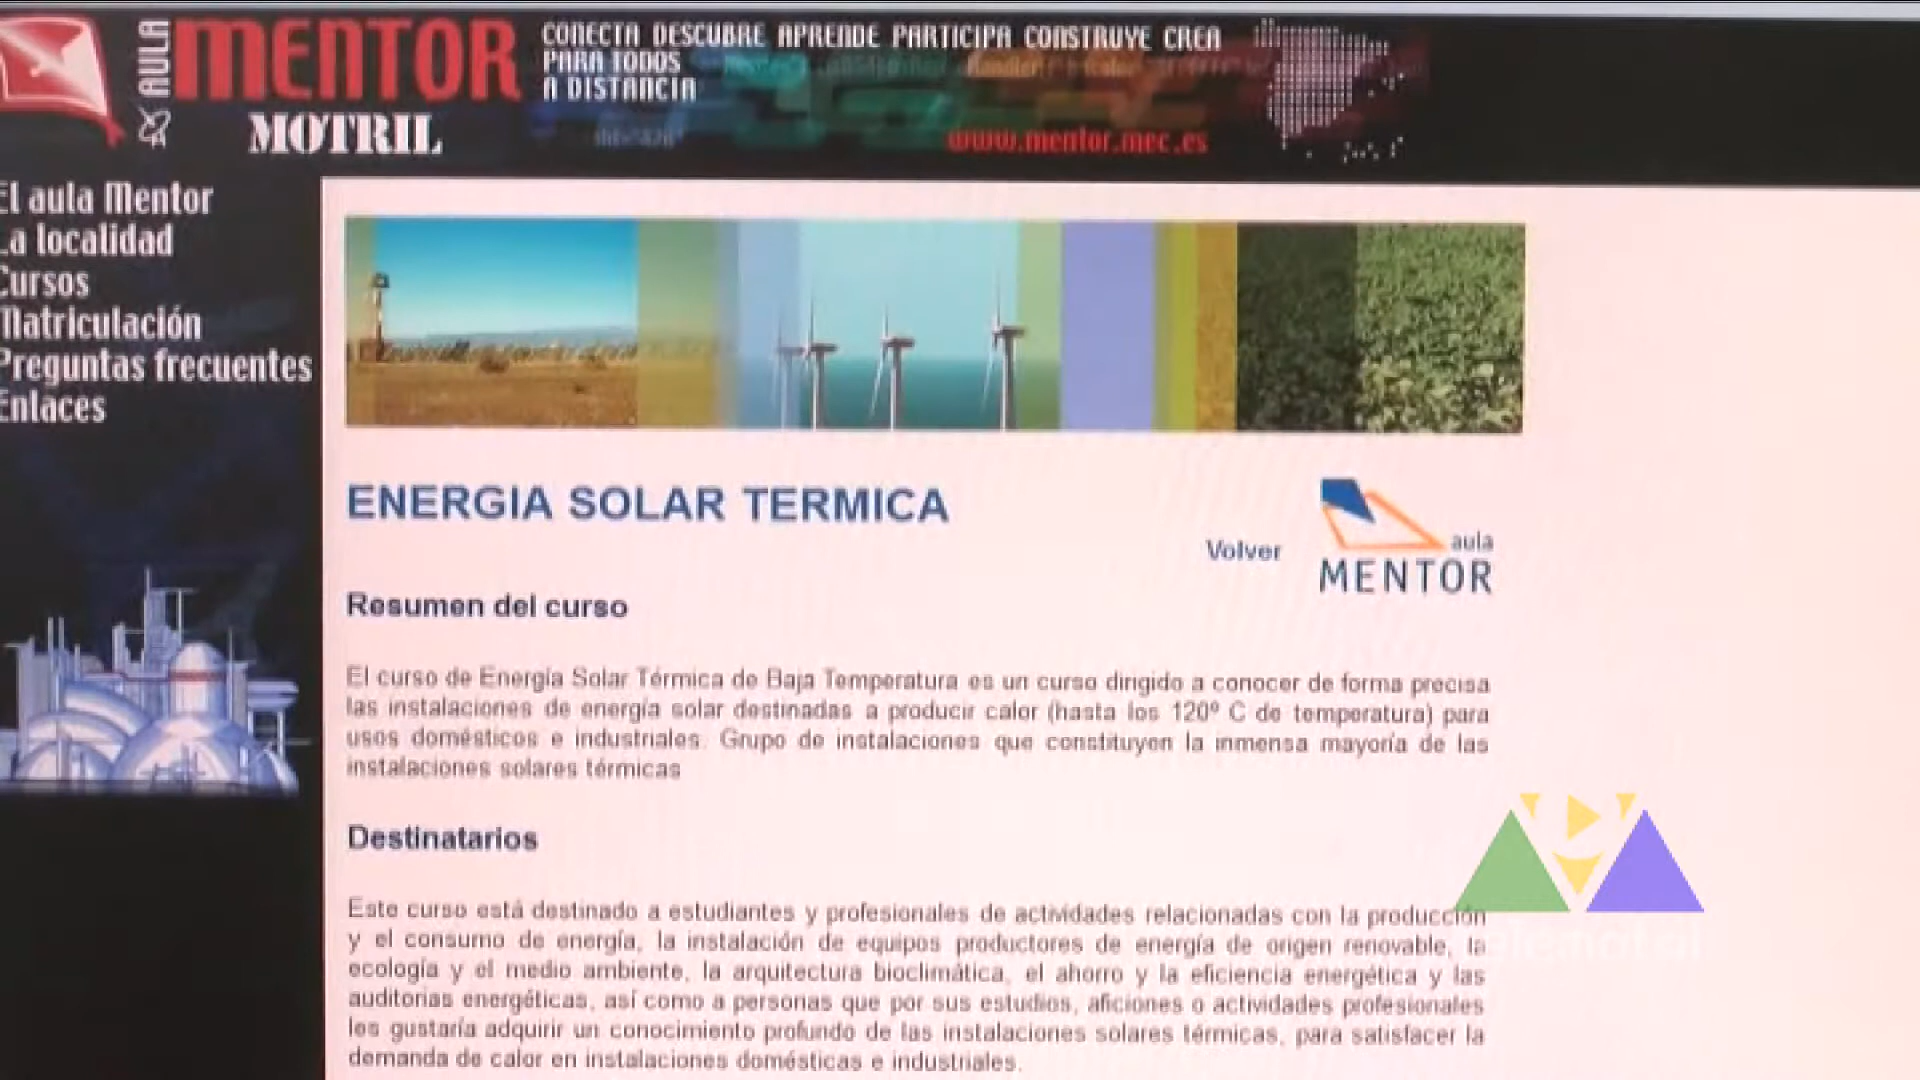 AULA
MENTOR
MOTRIL
CONECTA DESCUBRE APRENDE PARTICIPA CONSTRUYE CREA
PARA TODOS
A DISTANCIA
www.mentor.mec.es
El aula Mentor
La localidad
Cursos
Matriculación
Preguntas frecuentes
Enlaces
ENERGIA SOLAR TERMICA
Volver
aula
MENTOR
Resumen del curso
El curso de Energía Solar Térmica de Baja Temperatura es un curso dirigido a conocer de forma precisa
las instalaciones de energía solar destinadas a producir calor (hasta los 120º C de temperatura) para
usos domésticos e industriales. Grupo de instalaciones que constituyen la inmensa mayoría de las
instalaciones solares térmicas
Destinatarios
Este curso está destinado a estudiantes y profesionales de actividades relacionadas con la producción
y el consumo de energía, la instalación de equipos productores de energía de origen renovable, la
ecología y el medio ambiente, la arquitectura bioclimática, el ahorro y la eficiencia energética y las
auditorias energéticas, así como a personas que por sus estudios, aficiones o actividades profesionales
les gustaría adquirir un conocimiento profundo de las instalaciones solares térmicas, para satisfacer la
demanda de calor en instalaciones domésticas e industriales.
telemotril